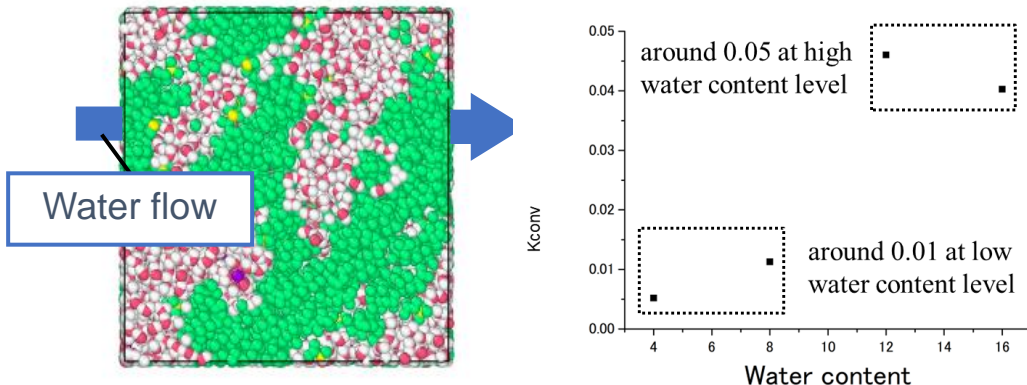 Water flow
Kconv
0.05
0.04
0.03
0.02
0.01
0.00
around 0.05 at high
water content level
around 0.01 at low
water content level
4 6 8 10 12 14 16
Water content